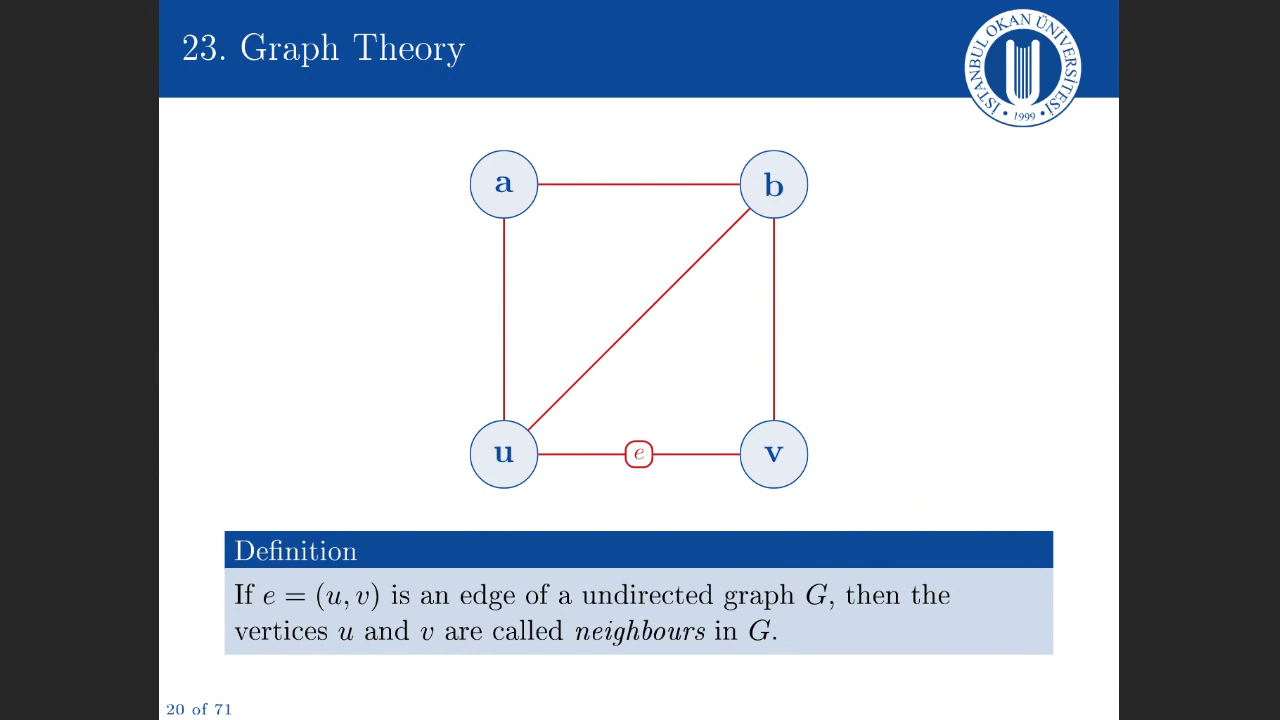 23. Graph Theory
İSTANBUL OKAN ÜNİVERSİTESİ
• 1999 •
a
b
u
e
v
Definition
If e = (u, v) is an edge of a undirected graph G, then the
vertices u and v are called neighbours in G.
20 of 71